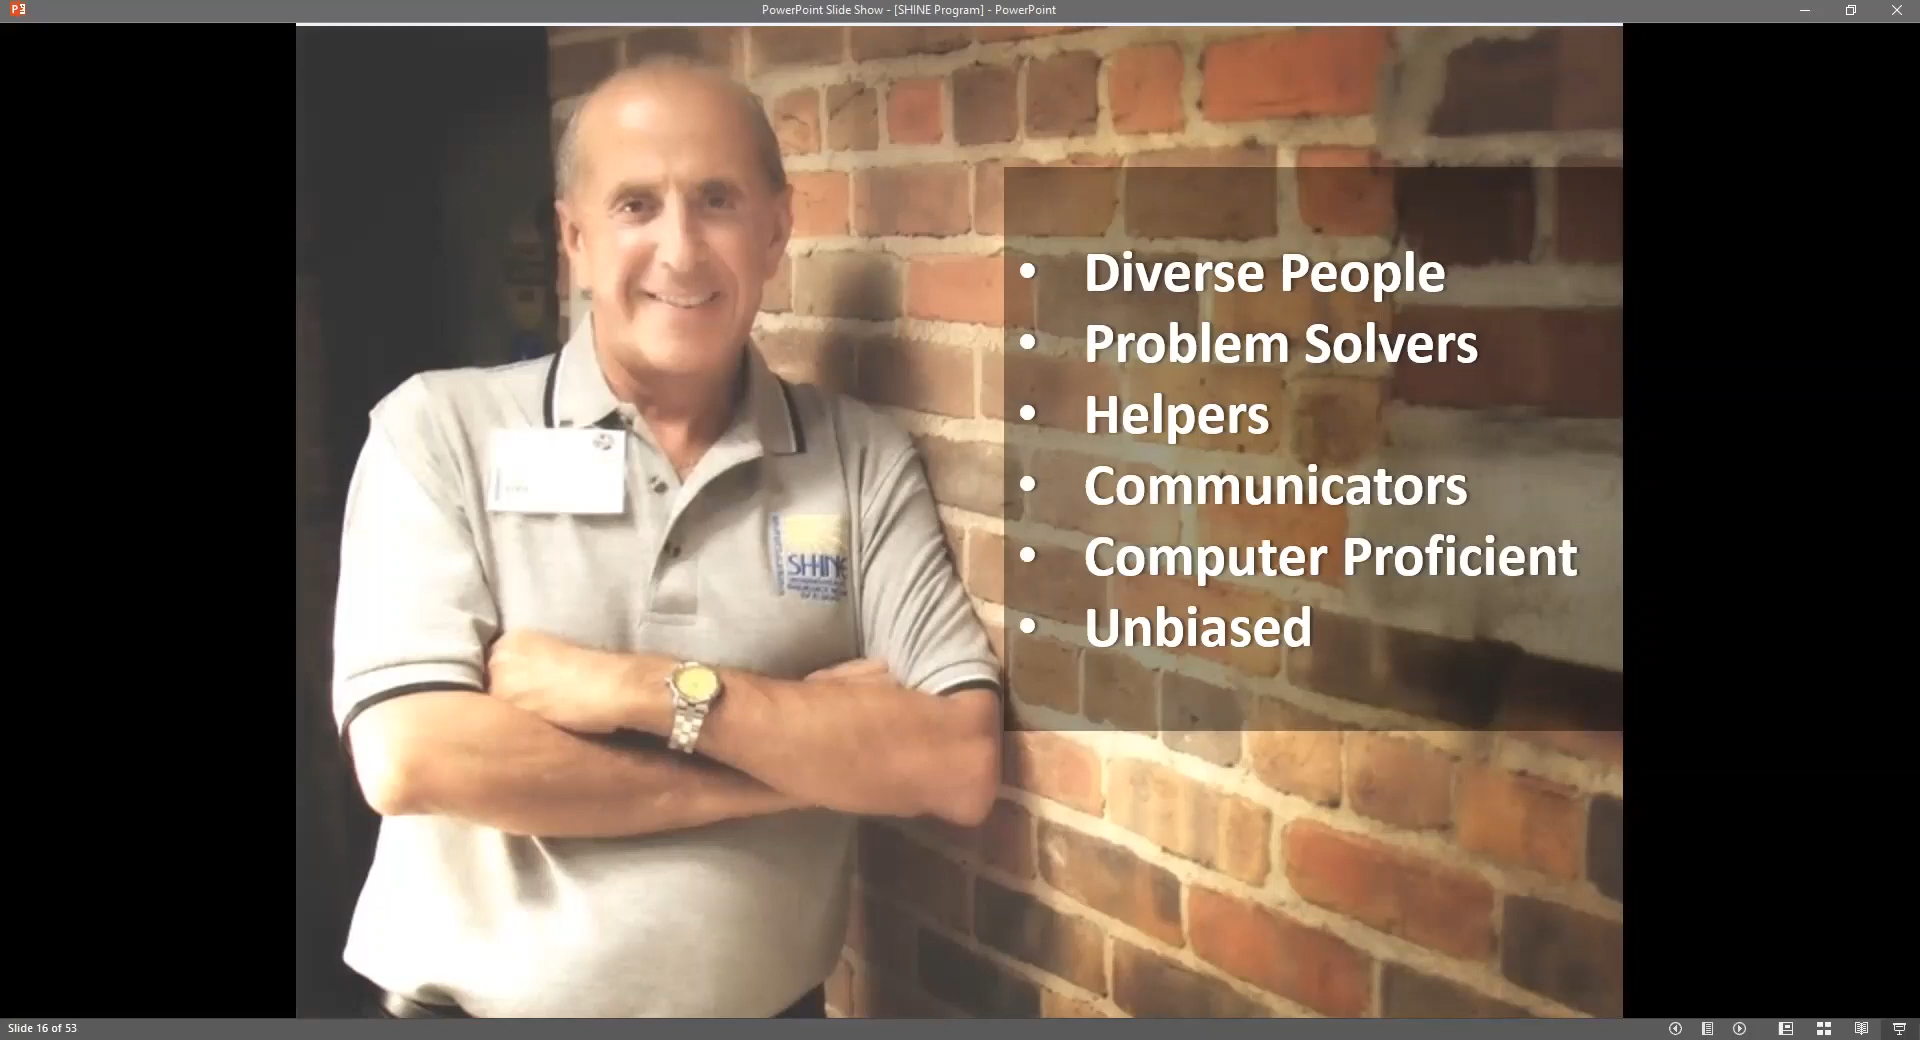 PowerPoint Slide Show - [SHINE Program] - PowerPoint
• Diverse People
• Problem Solvers
• Helpers
• Communicators
• Computer Proficient
• Unbiased
SHINE
Slide 16 of 53